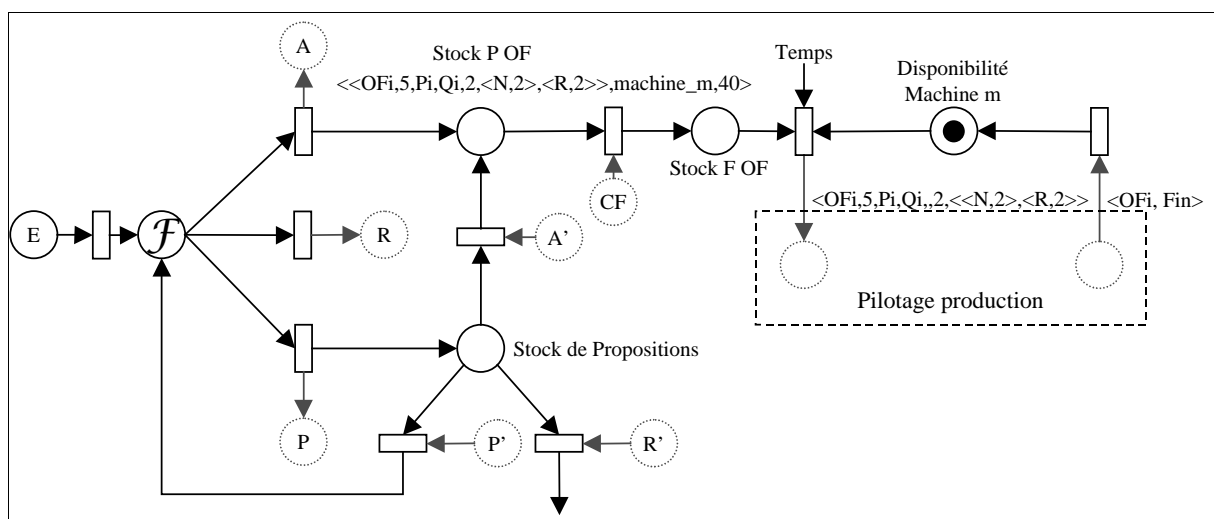 A
Stock P OF
<<OFi,5,Pi,Qi,2,<N,2>,<R,2>>,machine_m,40>
Temps
Disponibilité
Machine m
Stock F OF
CF
<OFi,5,Pi,Qi,,2,<<N,2>,<R,2>>
<OFi, Fin>
E
ℱ
R
A’
Pilotage production
Stock de Propositions
P
P’
R’